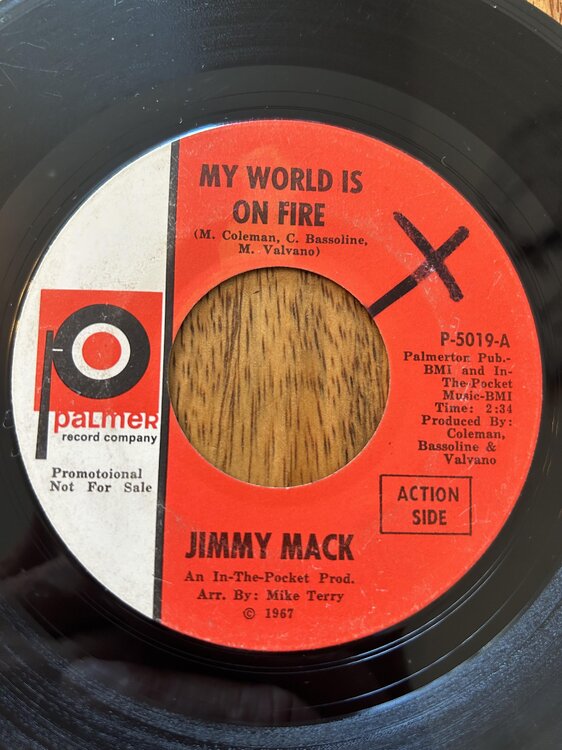 MY WORLD IS
ON FIRE
(M. Coleman, C. Bassoline,
M. Valvano)
P-5019-A
Palmerton Pub.-
BMI and In-
The-Pocket
Music-BMI
Time: 2:34
Produced By:
Coleman,
Bassoline &
Valvano
palmer
record company
Promotoional
Not For Sale
ACTION
SIDE
JIMMY MACK
An In-The-Pocket Prod.
Arr. By: Mike Terry
© 1967